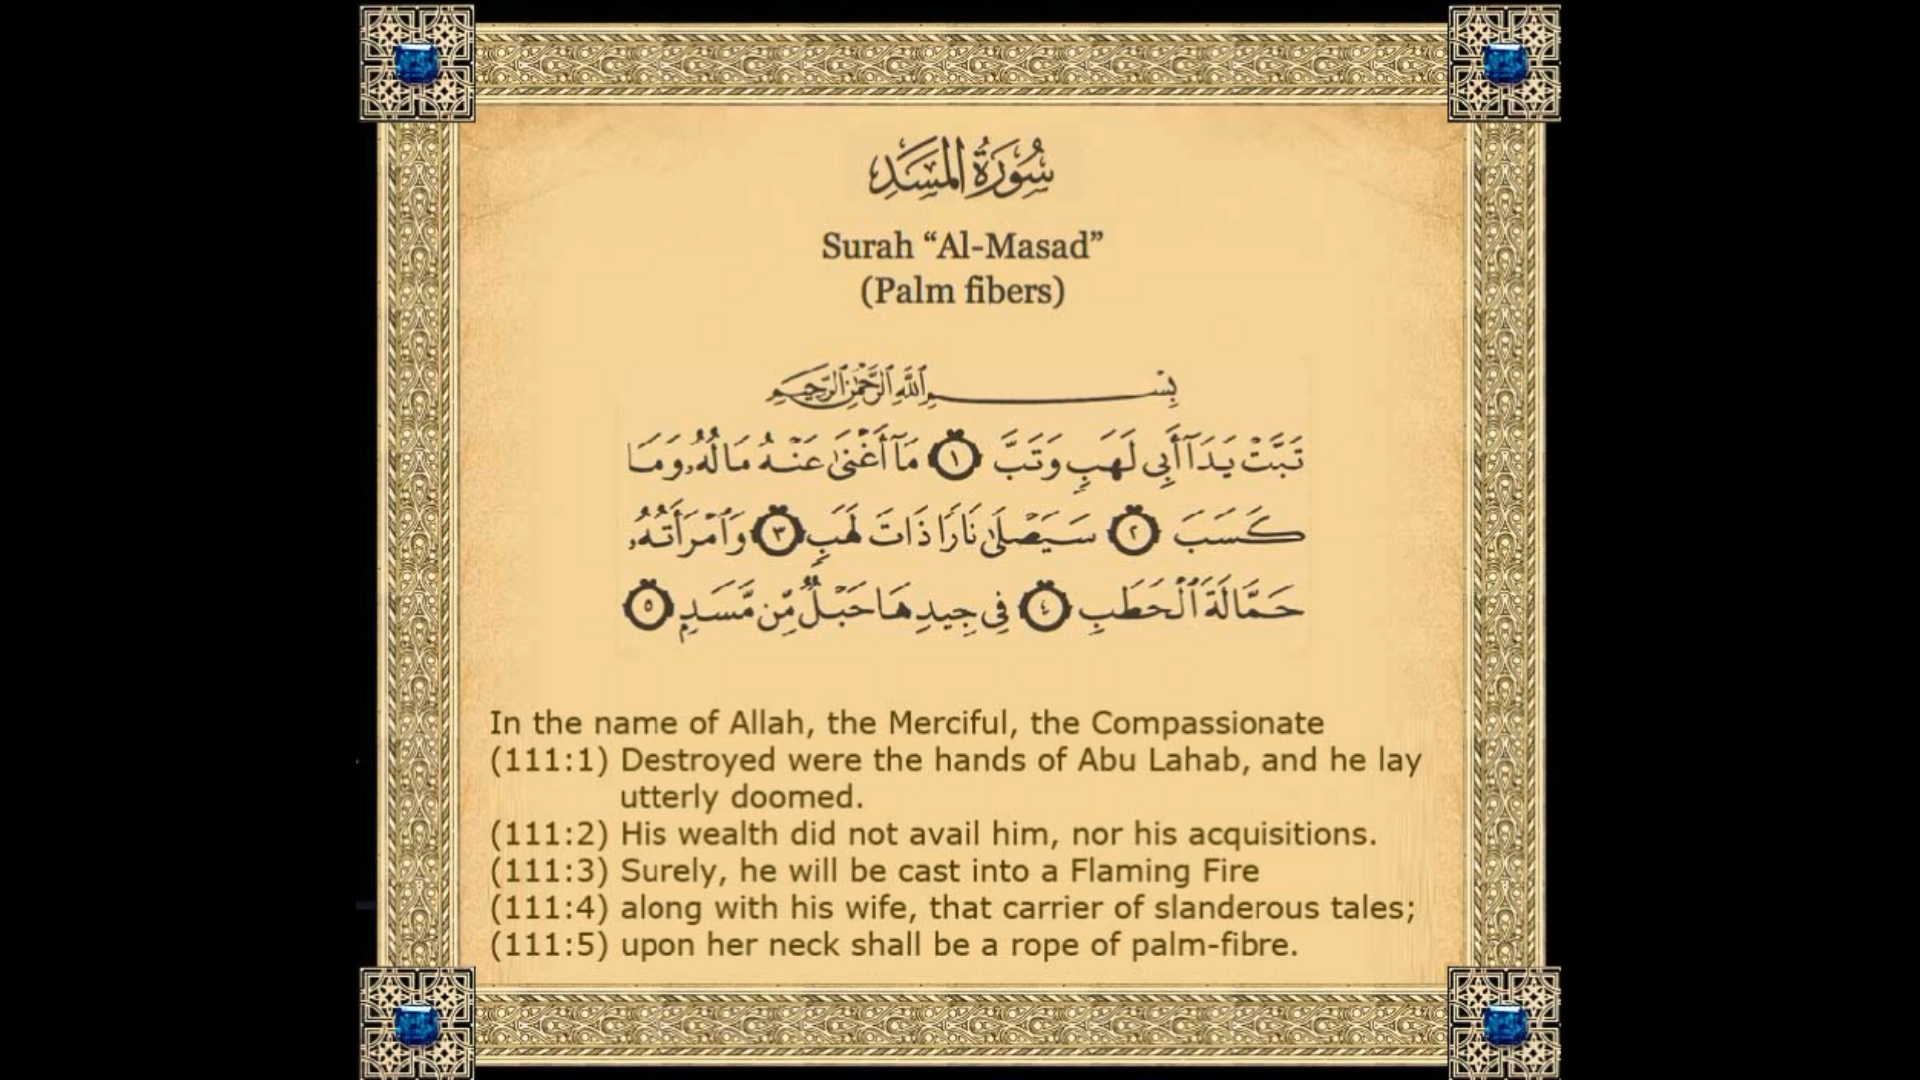 سُورَةُ المَسَدِ
Surah “Al-Masad”
(Palm fibers)
بِسْمِ ٱللَّهِ ٱلرَّحْمَٰنِ ٱلرَّحِيمِ
تَبَّتْ يَدَآ أَبِى لَهَبٍ وَتَبَّ ١ مَآ أَغْنَىٰ عَنْهُ مَالُهُۥ وَمَا
كَسَبَ ٢ سَيَصْلَىٰ نَارًا ذَاتَ لَهَبٍ ٣ وَٱمْرَأَتُهُۥ
حَمَّالَةَ ٱلْحَطَبِ ٤ فِى جِيدِهَا حَبْلٌ مِّن مَّسَدٍ ٥
In the name of Allah, the Merciful, the Compassionate
(111:1) Destroyed were the hands of Abu Lahab, and he lay
utterly doomed.
(111:2) His wealth did not avail him, nor his acquisitions.
(111:3) Surely, he will be cast into a Flaming Fire
(111:4) along with his wife, that carrier of slanderous tales;
(111:5) upon her neck shall be a rope of palm-fibre.